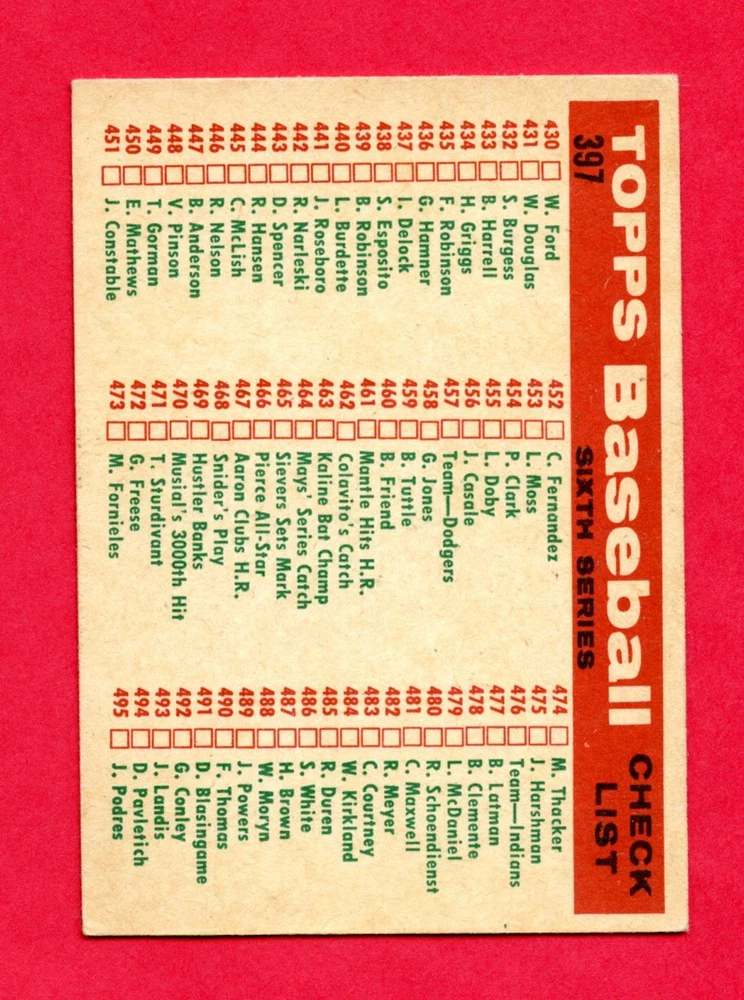 TOPPS Baseball CHECK LIST
397 SIXTH SERIES
430 W. Ford
431 W. Douglas
432 S. Burgess
433 B. Harrell
434 H. Griggs
435 F. Robinson
436 G. Hamner
437 I. Delock
438 S. Esposito
439 B. Robinson
440 L. Burdette
441 J. Roseboro
442 R. Narleski
443 D. Spencer
444 R. Hansen
445 C. McLish
446 R. Nelson
447 B. Anderson
448 V. Pinson
449 T. Gorman
450 E. Mathews
451 J. Constable
452 C. Fernandez
453 L. Moss
454 P. Clark
455 L. Doby
456 J. Casale
457 Team—Dodgers
458 G. Jones
459 B. Tuttle
460 B. Friend
461 Mantle Hits H.R.
462 Colavito's Catch
463 Kaline Bat Champ
464 Mays' Series Catch
465 Sievers Sets Mark
466 Pierce All-Star
467 Aaron Clubs H.R.
468 Snider's Play
469 Hustler Banks
470 Musial's 3000th Hit
471 T. Sturdivant
472 G. Freese
473 M. Fornieles
474 M. Thacker
475 J. Harshman
476 Team—Indians
477 B. Latman
478 B. Clemente
479 L. McDaniel
480 R. Schoendienst
481 C. Maxwell
482 R. Meyer
483 C. Courtney
484 W. Kirkland
485 R. Duren
486 S. White
487 H. Brown
488 W. Moryn
489 J. Powers
490 F. Thomas
491 D. Blasingame
492 G. Conley
493 J. Landis
494 D. Pavletich
495 J. Podres